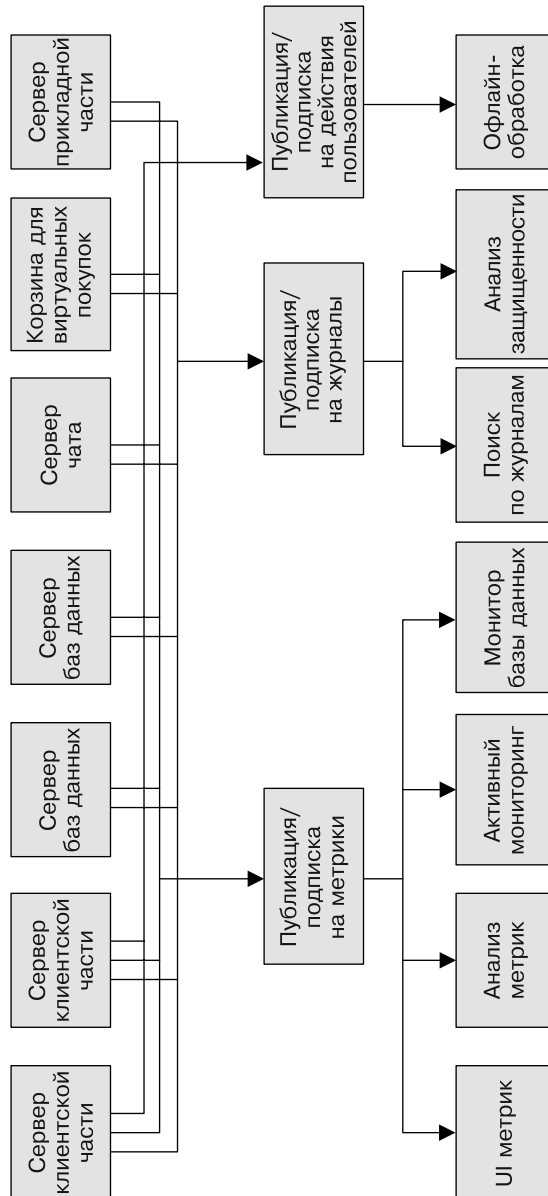 Сервер
клиентской
части
Сервер
клиентской
части
Сервер
баз данных
Сервер
баз данных
Сервер
чата
Корзина для
виртуальных
покупок
Сервер
прикладной
части
Публикация/
подписка
на метрики
Публикация/
подписка
на журналы
Публикация/
подписка
на действия
пользователей
UI метрик
Анализ
метрик
Активный
мониторинг
Монитор
базы данных
Поиск
по журналам
Анализ
защищенности
Офлайн-
обработка